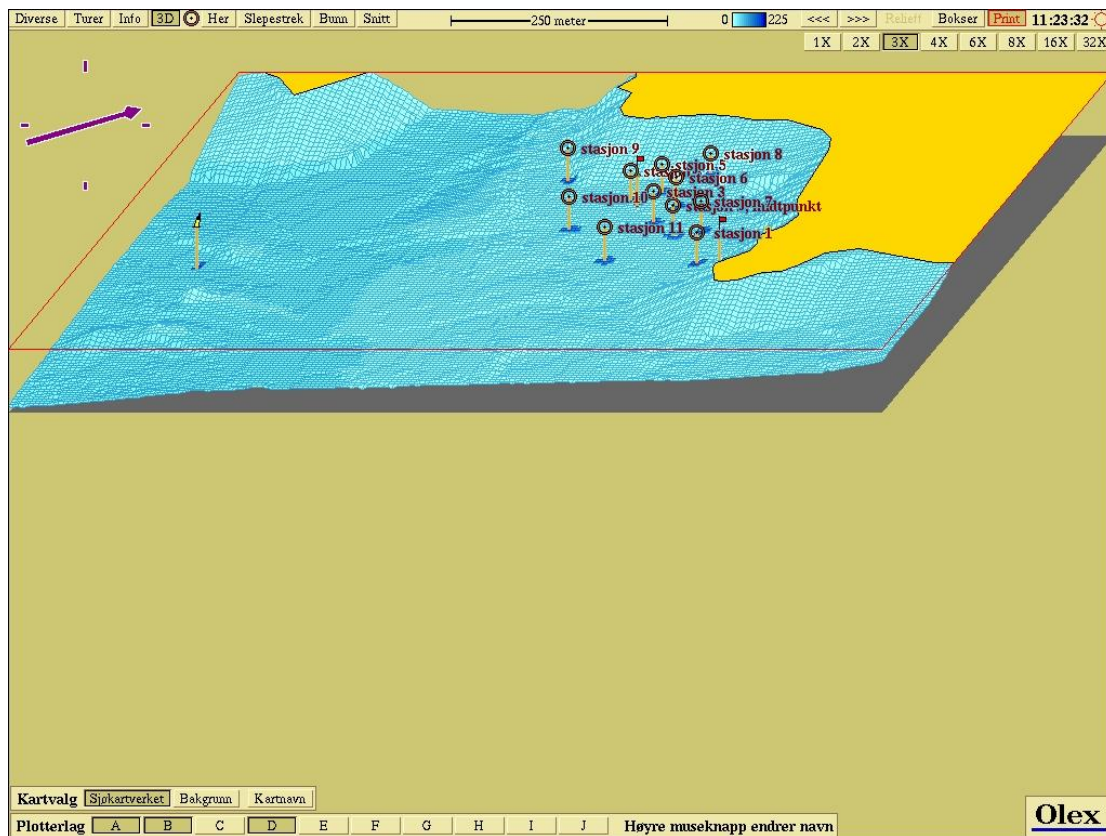 Diverse Turer Info 3D Her Slepestrek Bunn Snitt 250 meter 0 225 <<< >>> Relieff Bokser Print 11:23:32
1X 2X 3X 4X 6X 8X 16X 32X
stasjon 9
stasjon 8
stsjon 5
stasjon 6
stasjon 10
stasjon 3
stasjon 7
midtpunkt
stasjon 11
stasjon 1
Kartvalg Sjøkartverket Bakgrunn Kartnavn
Plotterlag A B C D E F G H I J Høyre museknapp endrer navn
Olex